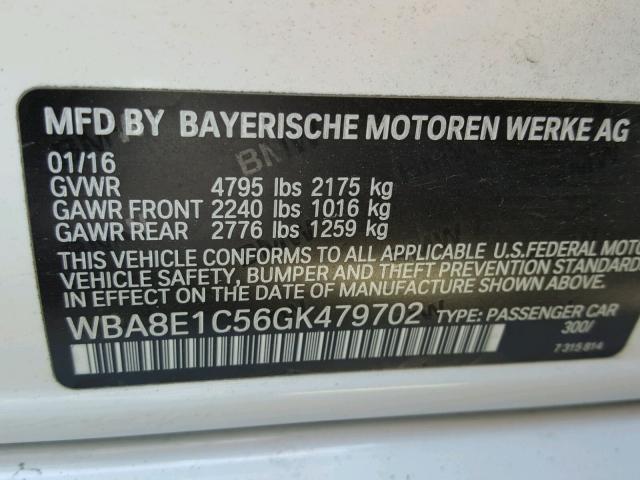 MFD BY BAYERISCHE MOTOREN WERKE AG
01/16
GVWR 4795 lbs 2175 kg
GAWR FRONT 2240 lbs 1016 kg
GAWR REAR 2776 lbs 1259 kg
THIS VEHICLE CONFORMS TO ALL APPLICABLE U.S.FEDERAL MOTO
VEHICLE SAFETY, BUMPER AND THEFT PREVENTION STANDARD
IN EFFECT ON THE DATE OF MANUFACTURE SHOWN ABOVE.
WBA8E1C56GK479702 TYPE: PASSENGER CAR
300/
7 315 814